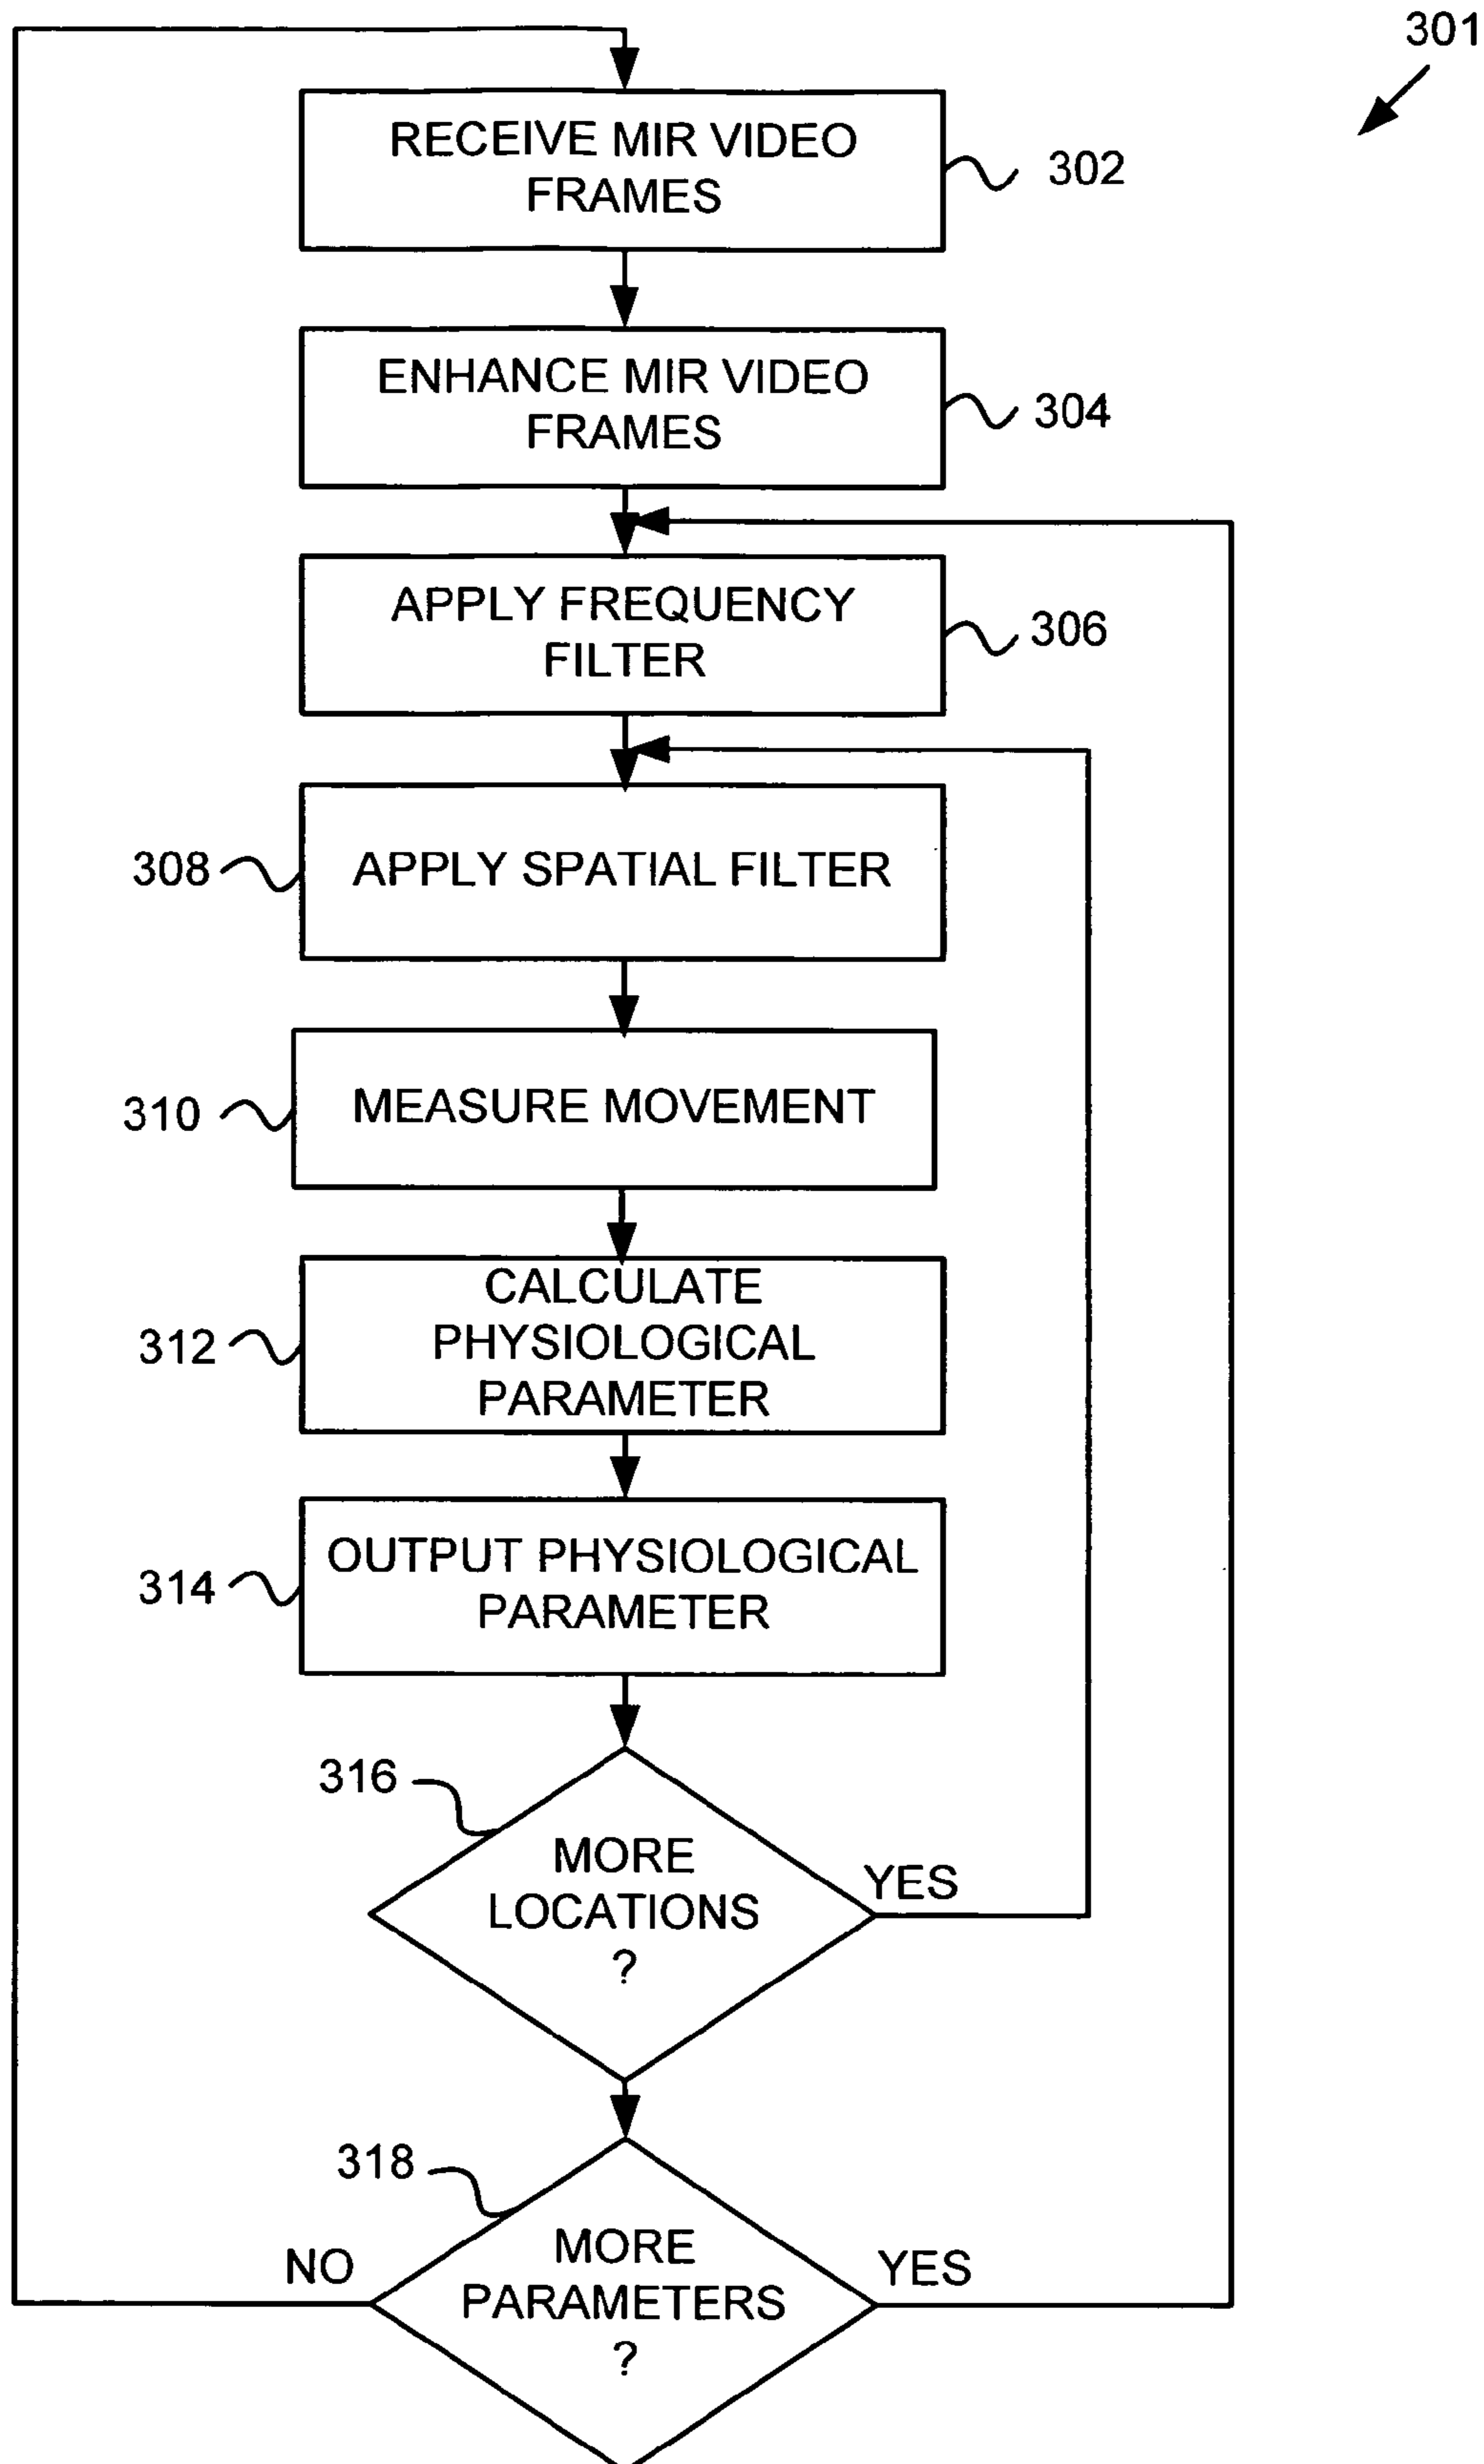 301
RECEIVE MIR VIDEO
FRAMES
302
ENHANCE MIR VIDEO
FRAMES
304
APPLY FREQUENCY
FILTER
306
308
APPLY SPATIAL FILTER
310
MEASURE MOVEMENT
312
CALCULATE
PHYSIOLOGICAL
PARAMETER
314
OUTPUT PHYSIOLOGICAL
PARAMETER
316
MORE
LOCATIONS
?
YES
318
MORE
PARAMETERS
?
NO
YES